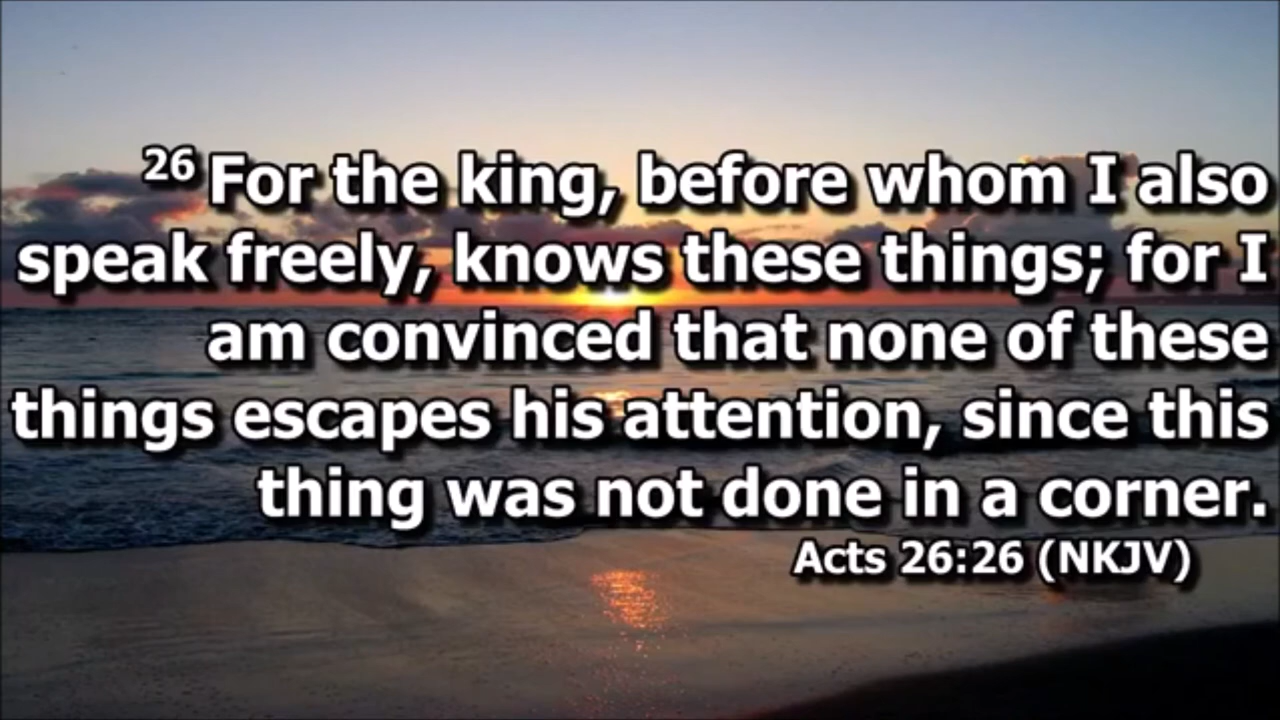 26 For the king, before whom I also
speak freely, knows these things; for I
am convinced that none of these
things escapes his attention, since this
thing was not done in a corner.
Acts 26:26 (NKJV)